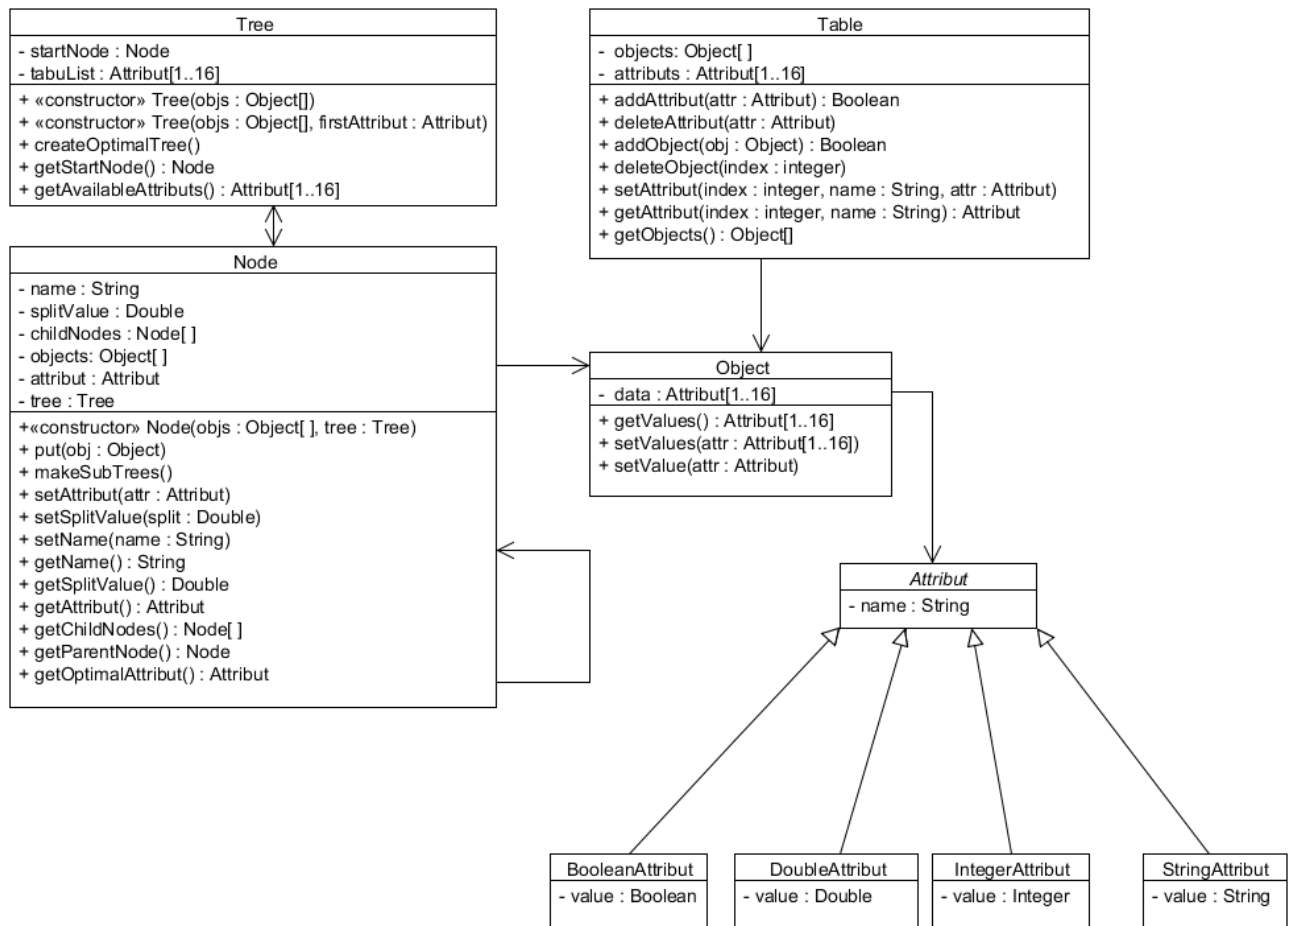 Tree
- startNode : Node
- tabuList : Attribut[1..16]
+ «constructor» Tree(objs : Object[])
+ «constructor» Tree(objs : Object[], firstAttribut : Attribut)
+ createOptimalTree()
+ getStartNode() : Node
+ getAvailableAttributs() : Attribut[1..16]
Table
- objects: Object[ ]
- attributs : Attribut[1..16]
+ addAttribut(attr : Attribut) : Boolean
+ deleteAttribut(attr : Attribut)
+ addObject(obj : Object) : Boolean
+ deleteObject(index : integer)
+ setAttribut(index : integer, name : String, attr : Attribut)
+ getAttribut(index : integer, name : String) : Attribut
+ getObjects() : Object[]
Node
- name : String
- splitValue : Double
- childNodes : Node[ ]
- objects: Object[ ]
- attribut : Attribut
- tree : Tree
+«constructor» Node(objs : Object[ ], tree : Tree)
+ put(obj : Object)
+ makeSubTrees()
+ setAttribut(attr : Attribut)
+ setSplitValue(split : Double)
+ setName(name : String)
+ getName() : String
+ getSplitValue() : Double
+ getAttribut() : Attribut
+ getChildNodes() : Node[ ]
+ getParentNode() : Node
+ getOptimalAttribut() : Attribut
Object
- data : Attribut[1..16]
+ getValues() : Attribut[1..16]
+ setValues(attr : Attribut[1..16])
+ setValue(attr : Attribut)
Attribut
- name : String
BooleanAttribut
- value : Boolean
DoubleAttribut
- value : Double
IntegerAttribut
- value : Integer
StringAttribut
- value : String